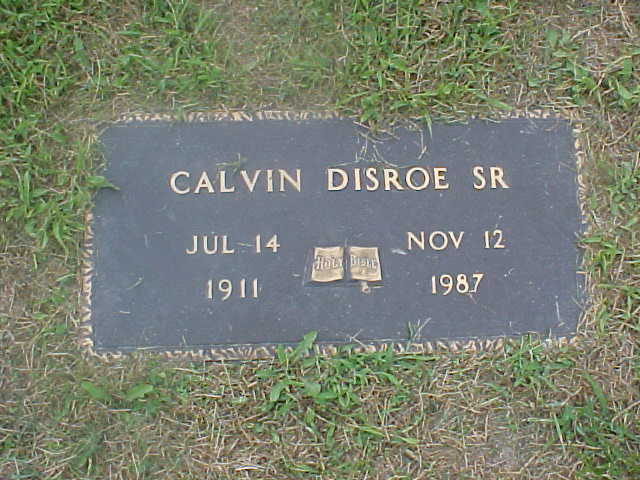 CALVIN DISROE SR
JUL 14
1911
HOLY BIBLE
NOV 12
1987